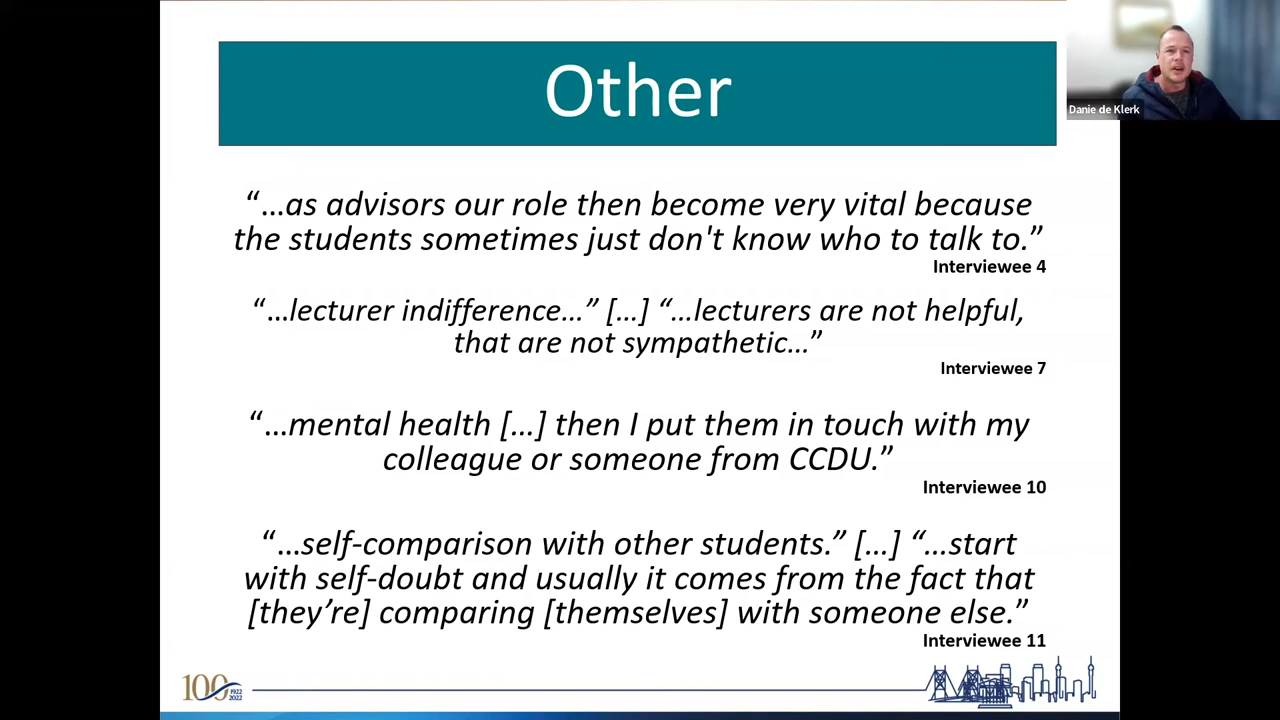 Other
Danie de Klerk
“…as advisors our role then become very vital because
the students sometimes just don't know who to talk to.”
Interviewee 4
“…lecturer indifference…” […] “…lecturers are not helpful,
that are not sympathetic…”
Interviewee 7
“…mental health […] then I put them in touch with my
colleague or someone from CCDU.”
Interviewee 10
“…self-comparison with other students.” […] “…start
with self-doubt and usually it comes from the fact that
[they’re] comparing [themselves] with someone else.”
Interviewee 11
100
1922
2022